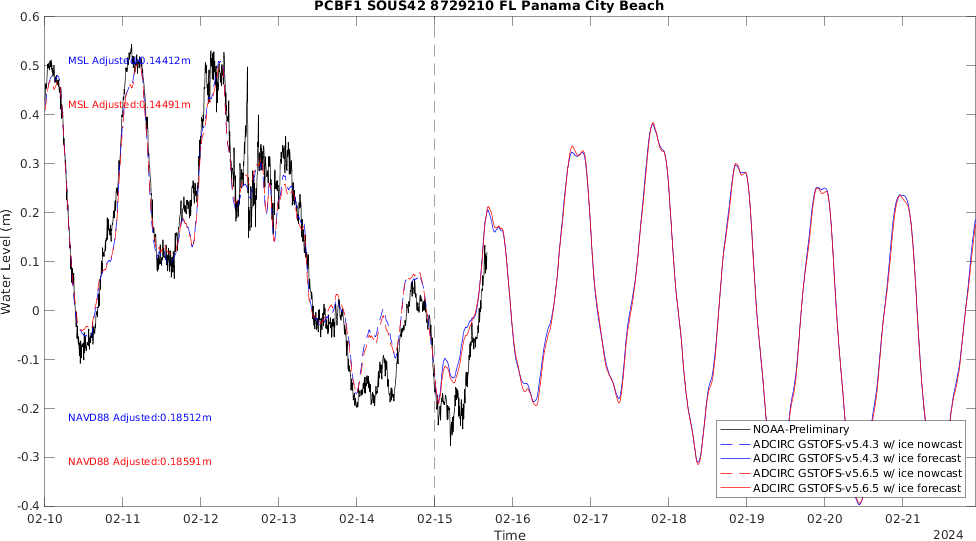 PCBF1 SOUS42 8729210 FL Panama City Beach
0.6
0.5
0.4
0.3
0.2
0.1
0
-0.1
-0.2
-0.3
-0.4
Water Level (m)
MSL Adjusted:0.14412m
MSL Adjusted:0.14491m
NAVD88 Adjusted:0.18512m
NAVD88 Adjusted:0.18591m
NOAA-Preliminary
ADCIRC GSTOFS-v5.4.3 w/ ice nowcast
ADCIRC GSTOFS-v5.4.3 w/ ice forecast
ADCIRC GSTOFS-v5.6.5 w/ ice nowcast
ADCIRC GSTOFS-v5.6.5 w/ ice forecast
02-10 02-11 02-12 02-13 02-14 02-15 02-16 02-17 02-18 02-19 02-20 02-21
Time
2024